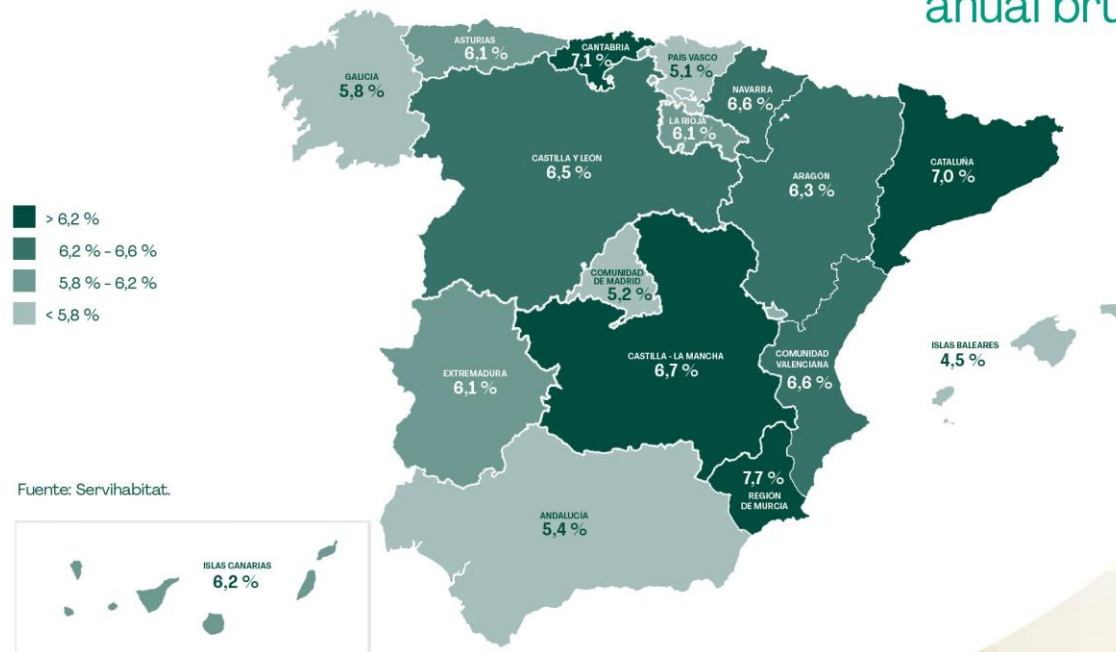 anual
ASTURIAS
6,1 %
CANTABRIA
7,1 %
PAÍS VASCO
5,1 %
GALICIA
5,8 %
NAVARRA
6,6 %
LA RIOJA
6,1 %
CASTILLA Y LEÓN
6,5 %
ARAGÓN
6,3 %
CATALUÑA
7,0 %
> 6,2 %
6,2 % – 6,6 %
5,8 % – 6,2 %
< 5,8 %
COMUNIDAD
DE MADRID
5,2 %
CASTILLA - LA MANCHA
6,7 %
COMUNIDAD
VALENCIANA
6,6 %
ISLAS BALEARES
4,5 %
EXTREMADURA
6,1 %
7,7 %
REGIÓN
DE MURCIA
ANDALUCÍA
5,4 %
Fuente: Servihabitat.
ISLAS CANARIAS
6,2 %